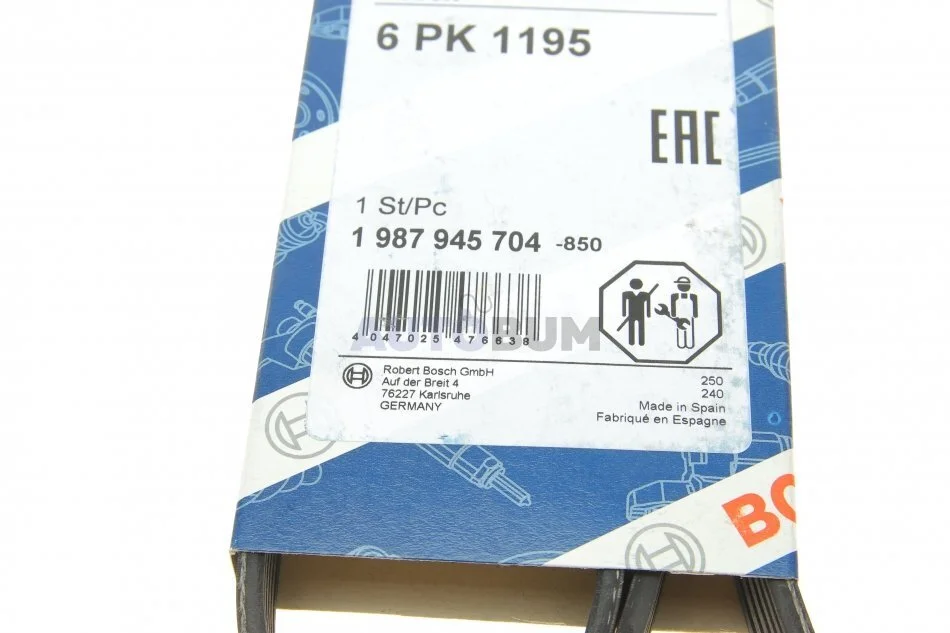 6 PK 1195
EAC
1 St/Pc
1 987 945 704 -850
AUTOBUM
4 047025 476638
Robert Bosch GmbH
Auf der Breit 4
76227 Karlsruhe
GERMANY
250
240
Made in Spain
Fabriqué en Espagne